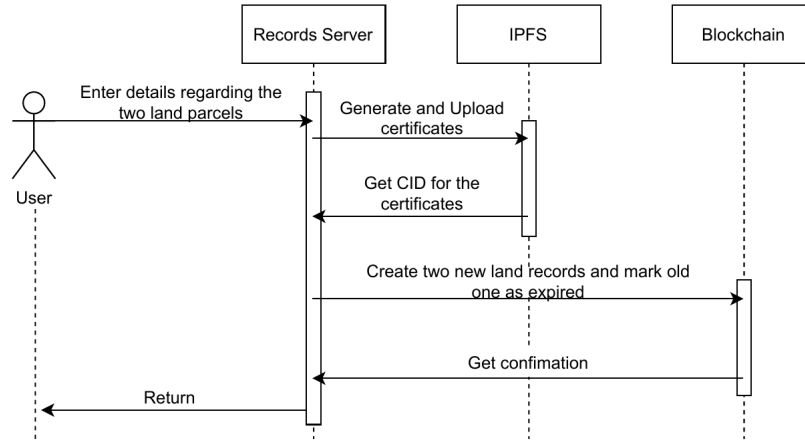 Records Server
IPFS
Blockchain
Enter details regarding the
two land parcels
Generate and Upload
certificates
User
Get CID for the
certificates
Create two new land records and mark old
one as expired
Get confimation
Return